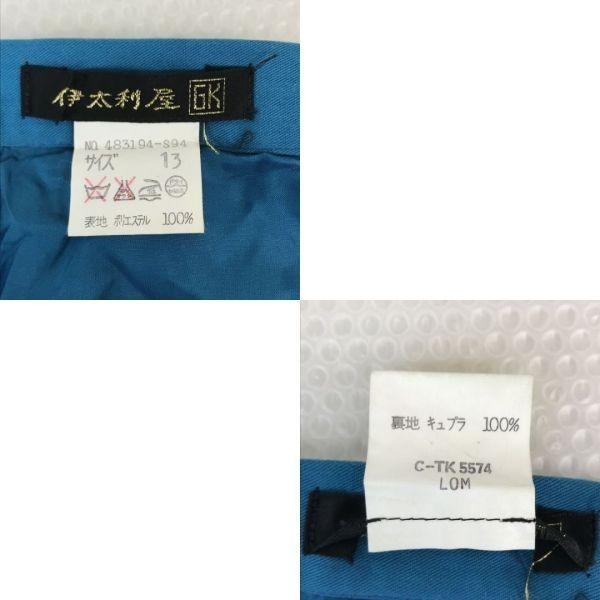 伊太利屋 GK
NO 483194-S94
サイズ 13
表地 ポリエステル 100%
裏地 キュプラ 100%
C-TK 5574
LOM